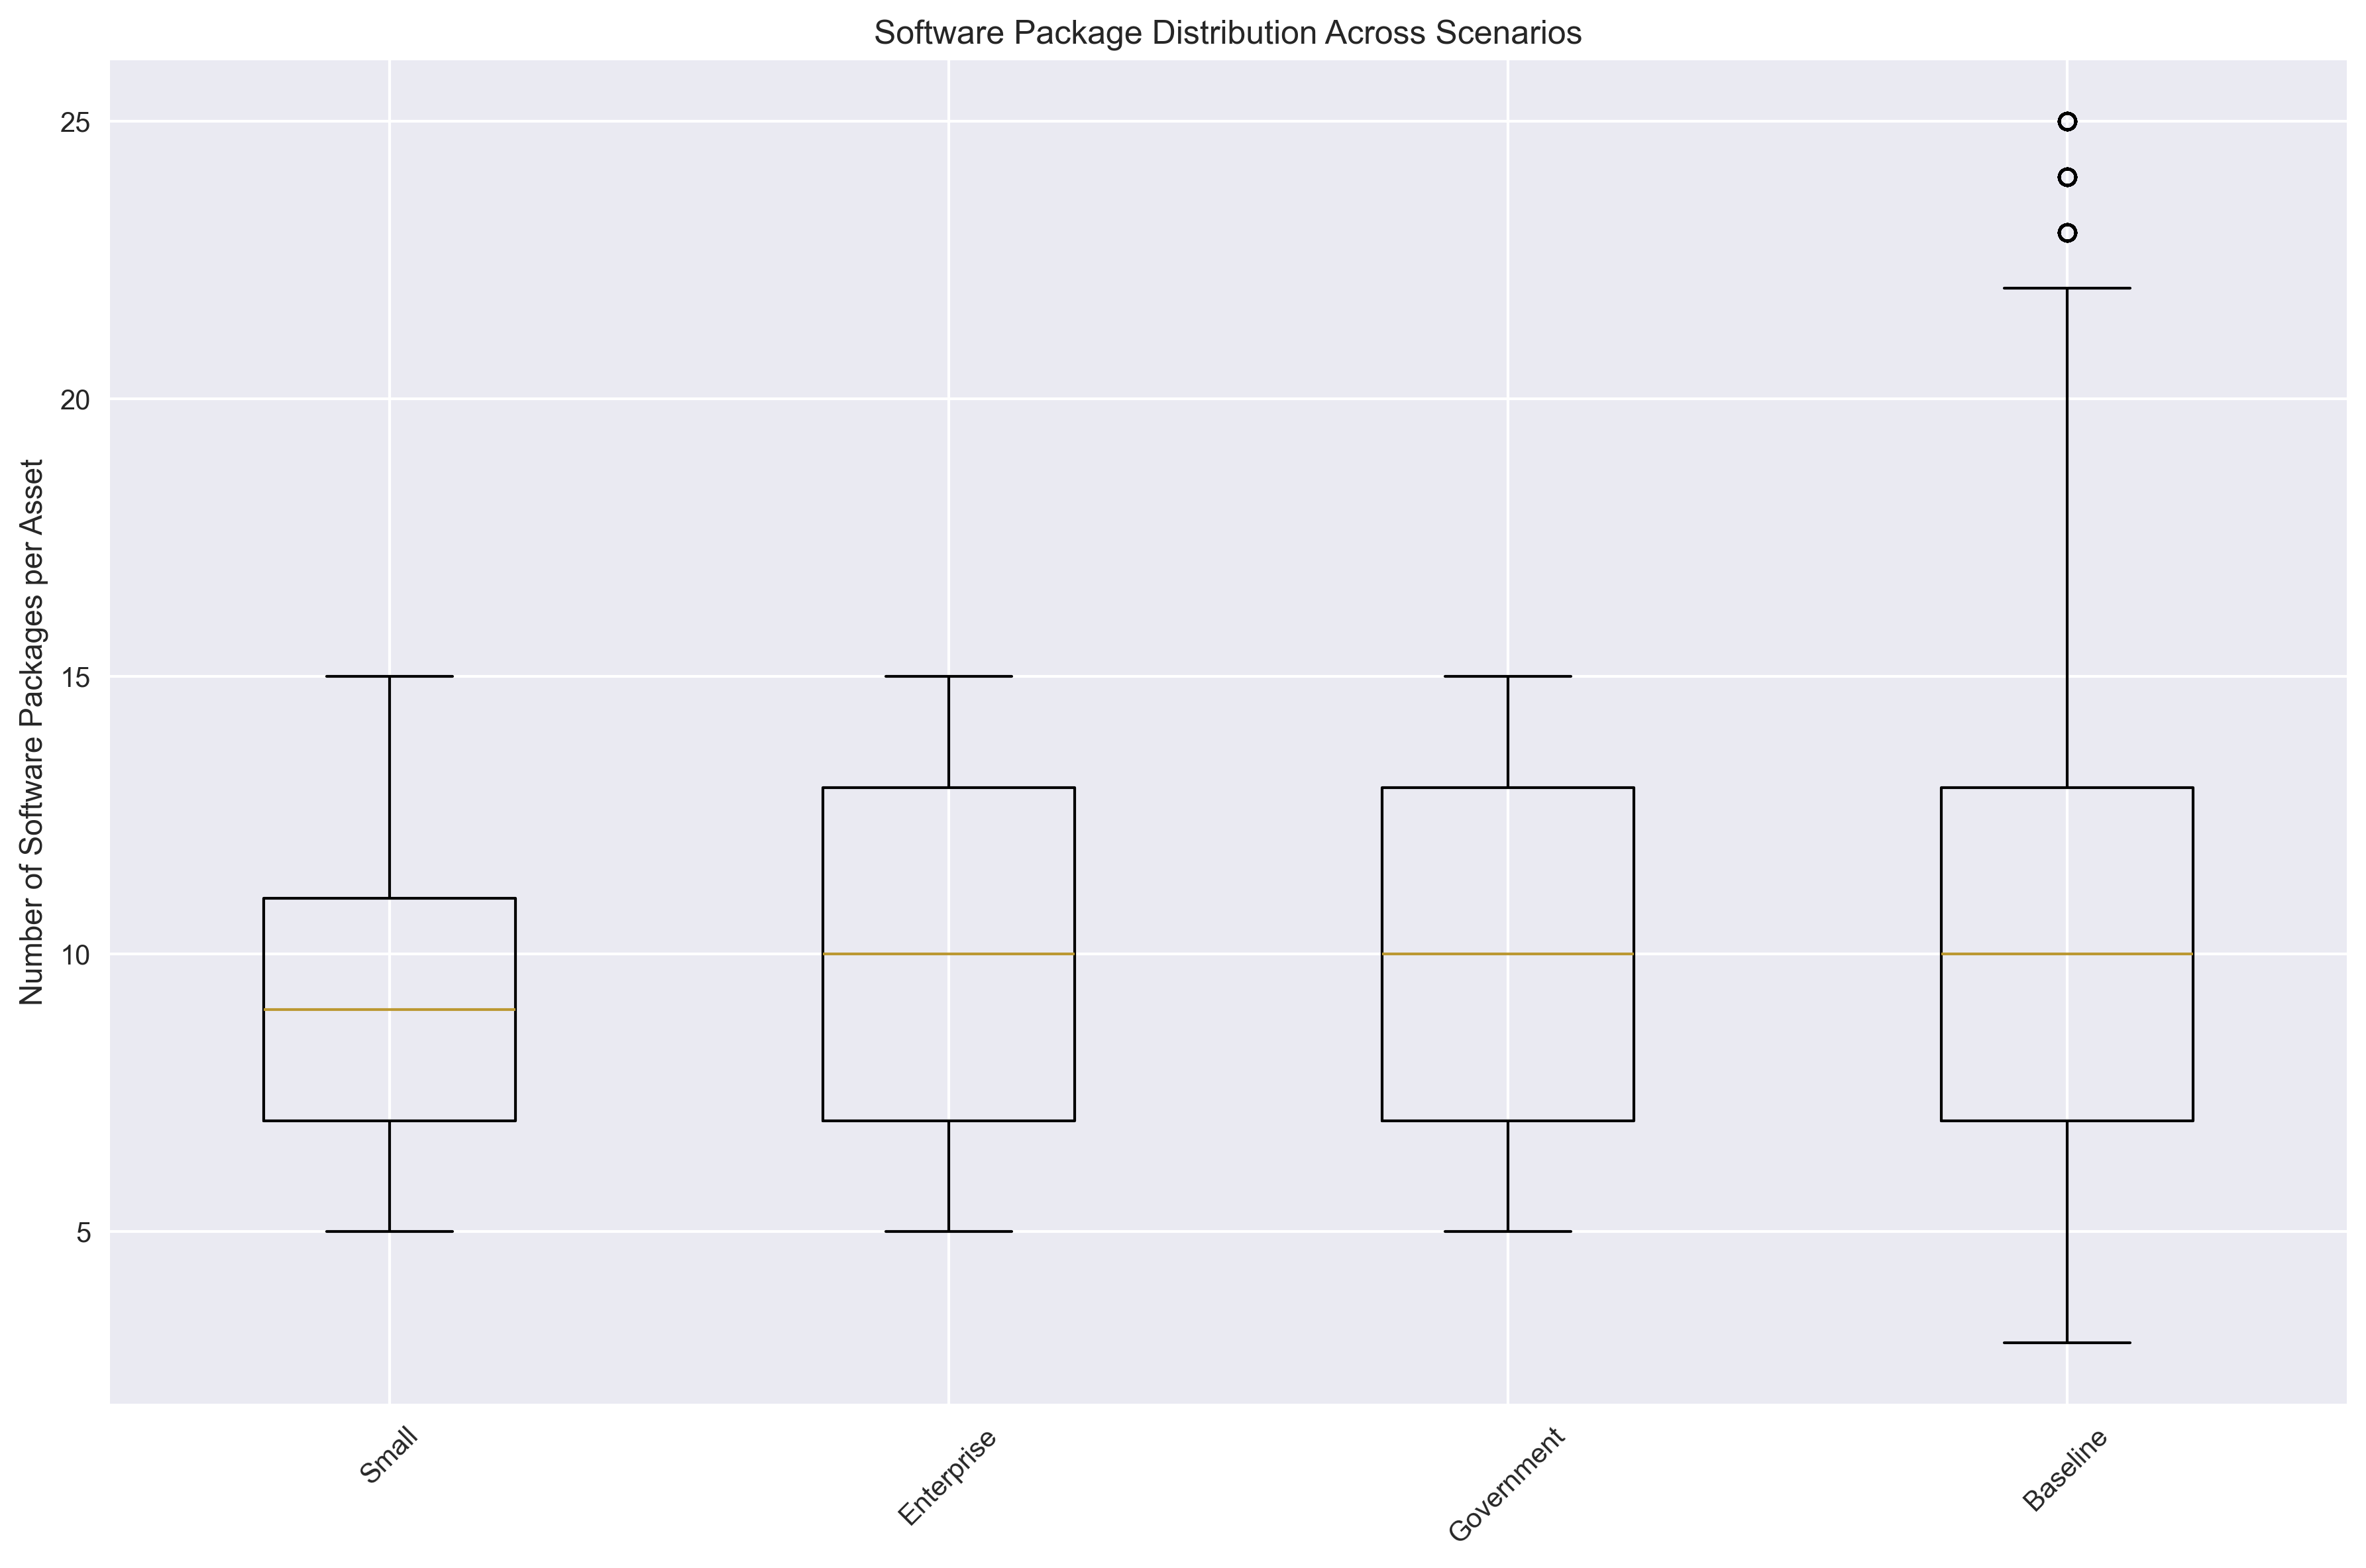 Software Package Distribution Across Scenarios
Number of Software Packages per Asset
25
20
15
10
5
Small
Enterprise
Government
Baseline